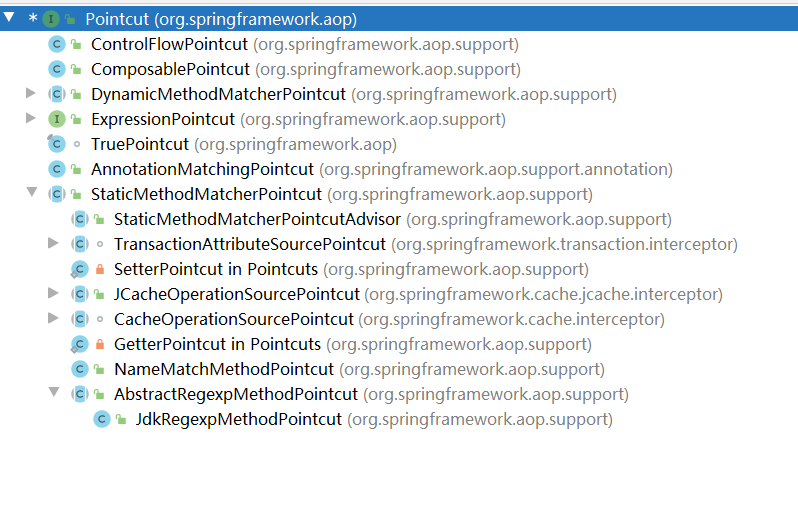 Pointcut (org.springframework.aop)
ControlFlowPointcut (org.springframework.aop.support)
ComposablePointcut (org.springframework.aop.support)
DynamicMethodMatcherPointcut (org.springframework.aop.support)
ExpressionPointcut (org.springframework.aop.support)
TruePointcut (org.springframework.aop)
AnnotationMatchingPointcut (org.springframework.aop.support.annotation)
StaticMethodMatcherPointcut (org.springframework.aop.support)
StaticMethodMatcherPointcutAdvisor (org.springframework.aop.support)
TransactionAttributeSourcePointcut (org.springframework.transaction.interceptor)
SetterPointcut in Pointcuts (org.springframework.aop.support)
JCacheOperationSourcePointcut (org.springframework.cache.jcache.interceptor)
CacheOperationSourcePointcut (org.springframework.cache.interceptor)
GetterPointcut in Pointcuts (org.springframework.aop.support)
NameMatchMethodPointcut (org.springframework.aop.support)
AbstractRegexpMethodPointcut (org.springframework.aop.support)
JdkRegexpMethodPointcut (org.springframework.aop.support)